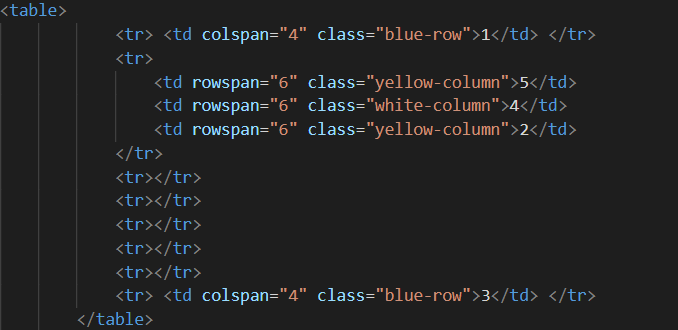 <table>
<tr> <td colspan="4" class="blue-row">1</td> </tr>
<tr>
<td rowspan="6" class="yellow-column">5</td>
<td rowspan="6" class="white-column">4</td>
<td rowspan="6" class="yellow-column">2</td>
</tr>
<tr></tr>
<tr></tr>
<tr></tr>
<tr></tr>
<tr></tr>
<tr> <td colspan="4" class="blue-row">3</td> </tr>
</table>